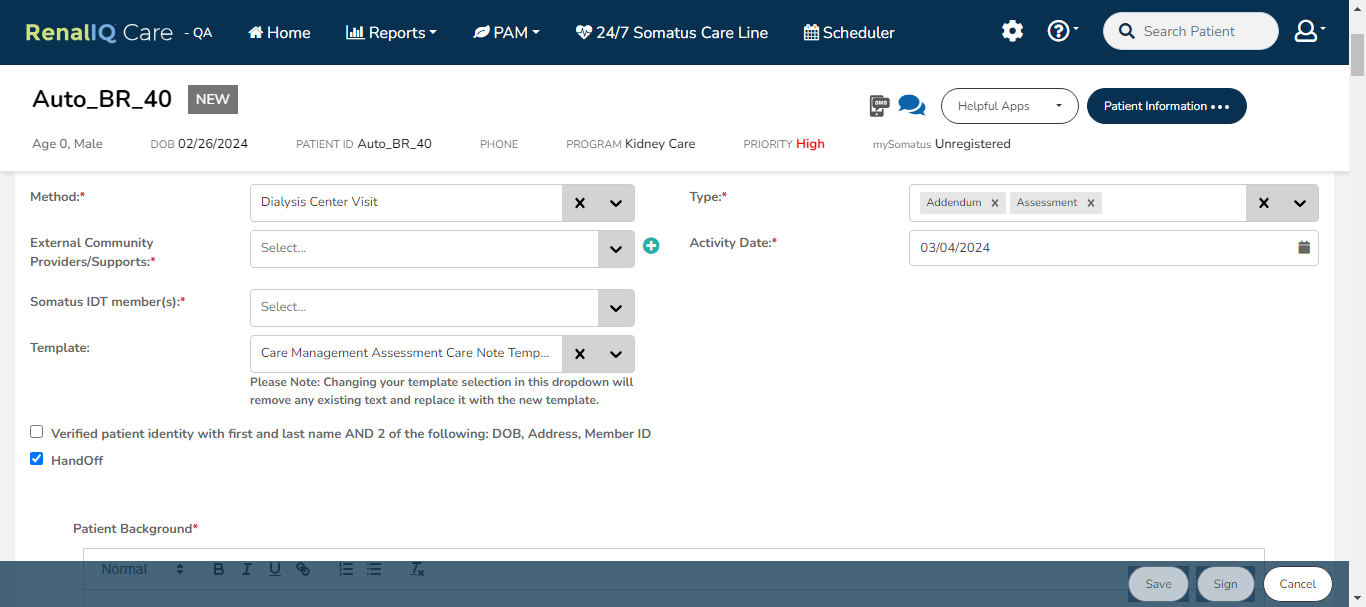 RenalIQ Care - QA Home Reports PAM 24/7 Somatus Care Line Scheduler Search Patient
Auto_BR_40 NEW
SMS Helpful Apps Patient Information •••
Age 0, Male DOB 02/26/2024 PATIENT ID Auto_BR_40 PHONE PROGRAM Kidney Care PRIORITY High mySomatus Unregistered
Method:* Dialysis Center Visit Type:* Addendum Assessment
External Community Providers/Supports:* Select... Activity Date:* 03/04/2024
Somatus IDT member(s):* Select...
Template: Care Management Assessment Care Note Temp...
Please Note: Changing your template selection in this dropdown will
remove any existing text and replace it with the new template.
Verified patient identity with first and last name AND 2 of the following: DOB, Address, Member ID
HandOff
Patient Background*
Normal B I U
Save Sign Cancel